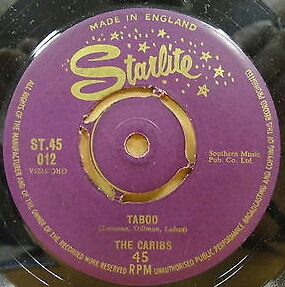 MADE IN ENGLAND
Starlite
ST.45
012
Southern Music
Pub. Co. Ltd
TABOO
(Lecuona, Stillman,
THE CARIBS
45
RPM
ALL RIGHTS OF THE MANUFACTURER AND OF THE OWNER OF THE RECORDED WORK RESERVED UNAUTHORISED PUBLIC PERFORMANCE BROADCASTING AND COPYING OF THIS RECORD PROHIBITED